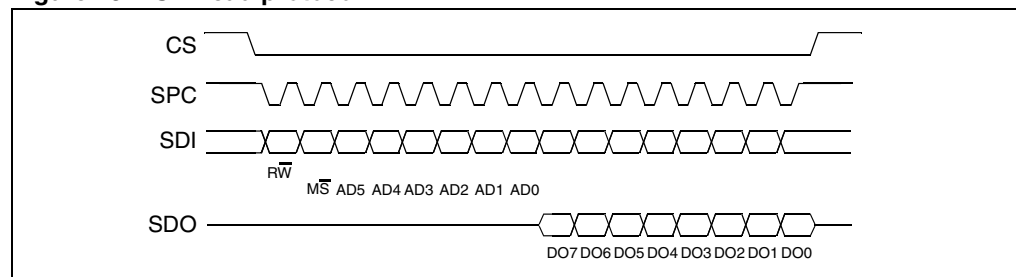 CS
SPC
SDI
RW̅
MS̅ AD5 AD4 AD3 AD2 AD1 AD0
SDO
DO7 DO6 DO5 DO4 DO3 DO2 DO1 DO0